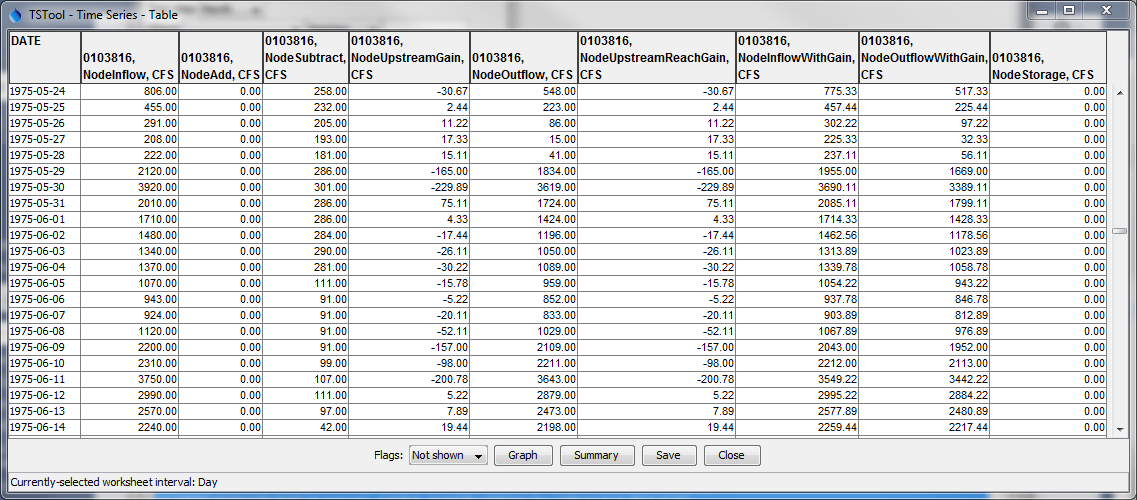 TSTool - Time Series - Table
DATE 0103816, NodeInflow, CFS 0103816, NodeAdd, CFS 0103816, NodeSubtract, CFS 0103816, NodeUpstreamGain, CFS 0103816, NodeOutflow, CFS 0103816, NodeUpstreamReachGain, CFS 0103816, NodeInflowWithGain, CFS 0103816, NodeOutflowWithGain, CFS 0103816, NodeStorage, CFS
1975-05-24 806.00 0.00 258.00 -30.67 548.00 -30.67 775.33 517.33 0.00
1975-05-25 455.00 0.00 232.00 2.44 223.00 2.44 457.44 225.44 0.00
1975-05-26 291.00 0.00 205.00 11.22 86.00 11.22 302.22 97.22 0.00
1975-05-27 208.00 0.00 193.00 17.33 15.00 17.33 225.33 32.33 0.00
1975-05-28 222.00 0.00 181.00 15.11 41.00 15.11 237.11 56.11 0.00
1975-05-29 2120.00 0.00 286.00 -165.00 1834.00 -165.00 1955.00 1669.00 0.00
1975-05-30 3920.00 0.00 301.00 -229.89 3619.00 -229.89 3690.11 3389.11 0.00
1975-05-31 2010.00 0.00 286.00 75.11 1724.00 75.11 2085.11 1799.11 0.00
1975-06-01 1710.00 0.00 286.00 4.33 1424.00 4.33 1714.33 1428.33 0.00
1975-06-02 1480.00 0.00 284.00 -17.44 1196.00 -17.44 1462.56 1178.56 0.00
1975-06-03 1340.00 0.00 290.00 -26.11 1050.00 -26.11 1313.89 1023.89 0.00
1975-06-04 1370.00 0.00 281.00 -30.22 1089.00 -30.22 1339.78 1058.78 0.00
1975-06-05 1070.00 0.00 111.00 -15.78 959.00 -15.78 1054.22 943.22 0.00
1975-06-06 943.00 0.00 91.00 -5.22 852.00 -5.22 937.78 846.78 0.00
1975-06-07 924.00 0.00 91.00 -20.11 833.00 -20.11 903.89 812.89 0.00
1975-06-08 1120.00 0.00 91.00 -52.11 1029.00 -52.11 1067.89 976.89 0.00
1975-06-09 2200.00 0.00 91.00 -157.00 2109.00 -157.00 2043.00 1952.00 0.00
1975-06-10 2310.00 0.00 99.00 -98.00 2211.00 -98.00 2212.00 2113.00 0.00
1975-06-11 3750.00 0.00 107.00 -200.78 3643.00 -200.78 3549.22 3442.22 0.00
1975-06-12 2990.00 0.00 111.00 5.22 2879.00 5.22 2995.22 2884.22 0.00
1975-06-13 2570.00 0.00 97.00 7.89 2473.00 7.89 2577.89 2480.89 0.00
1975-06-14 2240.00 0.00 42.00 19.44 2198.00 19.44 2259.44 2217.44 0.00
Flags: Not shown Graph Summary Save Close
Currently-selected worksheet interval: Day